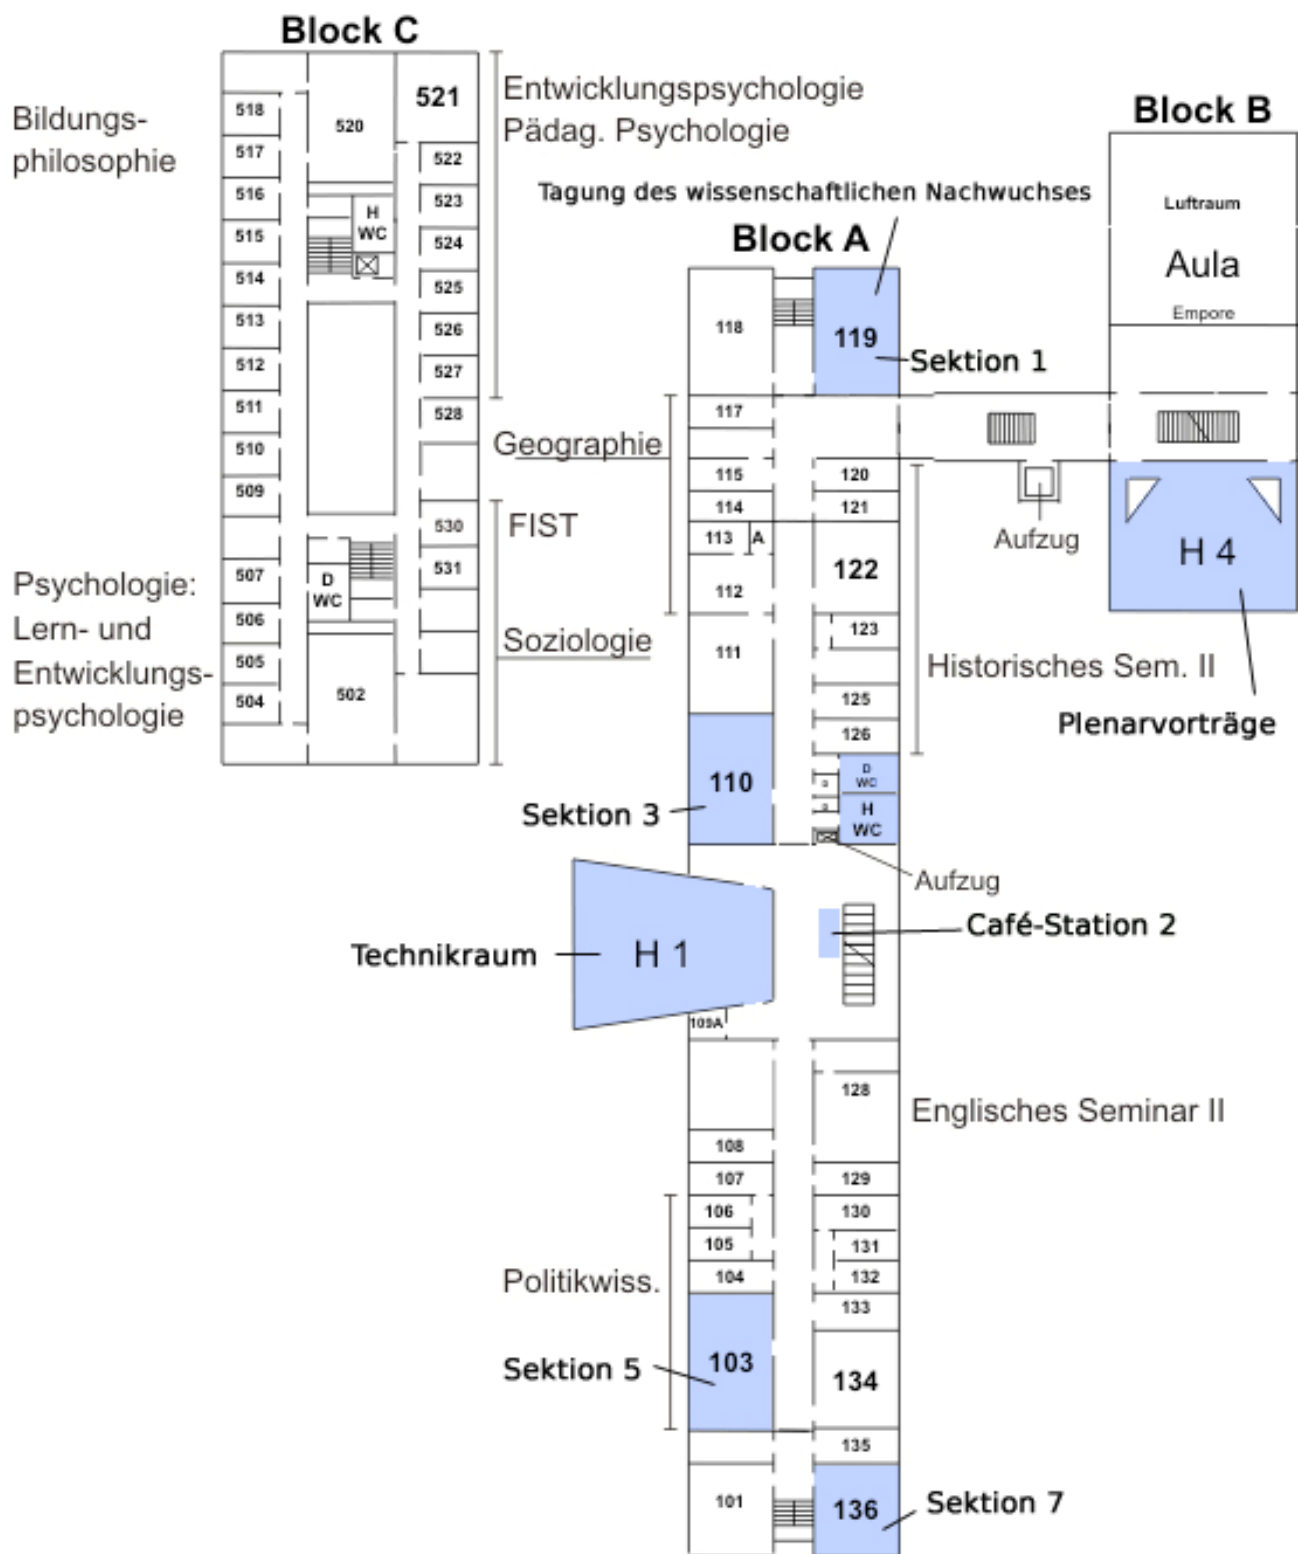 Block C
Bildungs-
philosophie
518
517
516
515
514
513
512
511
510
509
507
506
505
504
520
H
WC
D
WC
502
521
522
523
524
525
526
527
528
530
531
Entwicklungspsychologie
Pädag. Psychologie
Geographie
FIST
Soziologie
Psychologie:
Lern- und
Entwicklungs-
psychologie
Block B
Luftraum
Aula
Empore
Aufzug
H 4
Plenarvorträge
Tagung des wissenschaftlichen Nachwuchses
Block A
118
119
Sektion 1
117
115
114
113
A
112
111
110
Sektion 3
120
121
122
123
125
126
Historisches Sem. II
D
WC
H
WC
Aufzug
Technikraum
H 1
Café-Station 2
109A
128
Englisches Seminar II
108
107
106
105
104
103
129
130
131
132
133
134
135
Politikwiss.
Sektion 5
101
136
Sektion 7